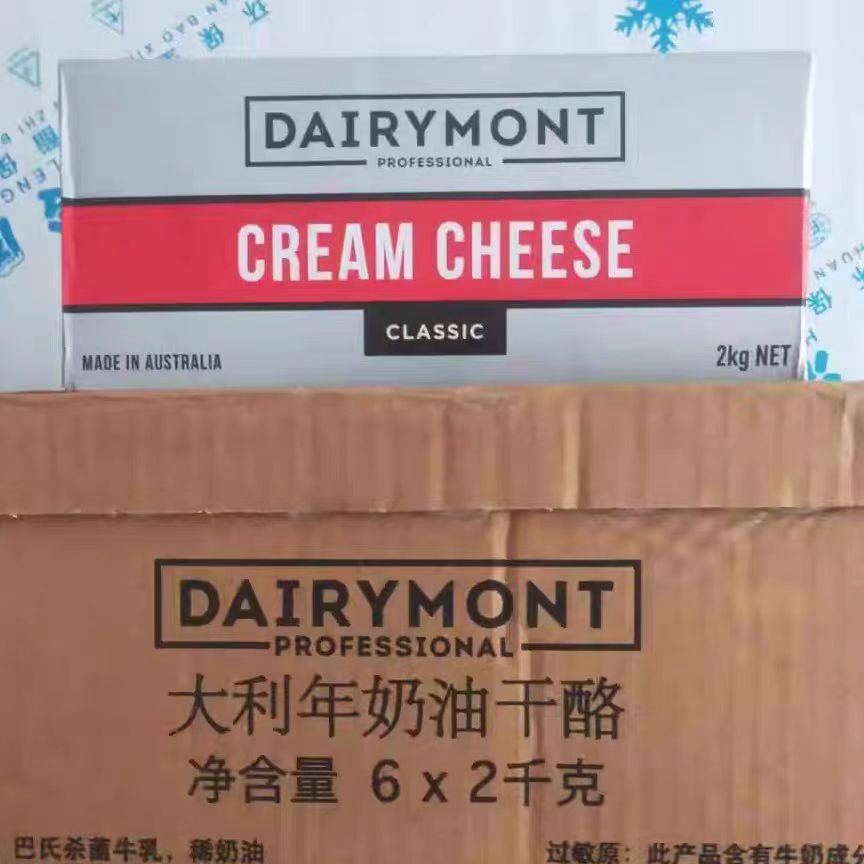 DAIRYMONT
PROFESSIONAL
CREAM CHEESE
CLASSIC
MADE IN AUSTRALIA
2kg NET
DAIRYMONT
PROFESSIONAL
大利年奶油干酪
净含量 6 x 2千克
巴氏杀菌牛乳，稀奶油
过敏原：此产品含有牛奶成分